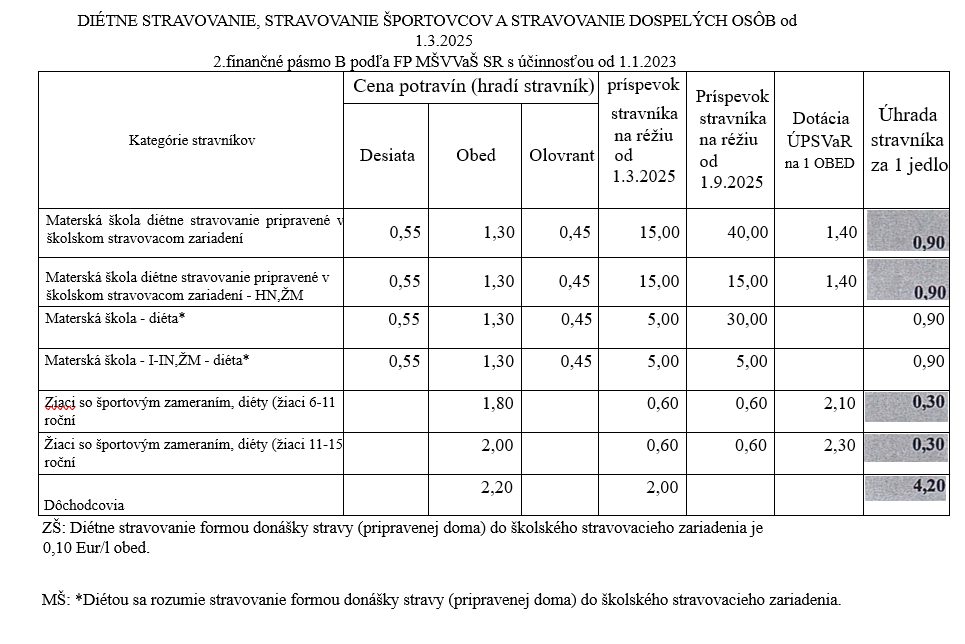 DIÉTNE STRAVOVANIE, STRAVOVANIE ŠPORTOVCOV A STRAVOVANIE DOSPELÝCH OSÔB od
1.3.2025
2.finančné pásmo B podľa FP MŠVVaŠ SR s účinnosťou od 1.1.2023
Kategórie stravníkov
Cena potravín (hradí stravník)
Desiata
Obed
Olovrant
príspevok
stravníka
na réžiu
od
1.3.2025
Príspevok
stravníka
na réžiu
od
1.9.2025
Dotácia
ÚPSVaR
na 1 OBED
Úhrada
stravníka
za 1 jedlo
Materská škola diétne stravovanie pripravené v
školskom stravovacom zariadení
0,55 1,30 0,45 15,00 40,00 1,40 0,90
Materská škola diétne stravovanie pripravené v
školskom stravovacom zariadení - HN,ŽM
0,55 1,30 0,45 15,00 15,00 1,40 0,90
Materská škola - diéta* 0,55 1,30 0,45 5,00 30,00 0,90
Materská škola - I-IN,ŽM - diéta* 0,55 1,30 0,45 5,00 5,00 0,90
Ziaci so športovým zameraním, diéty (žiaci 6-11
roční
1,80 0,60 0,60 2,10 0,30
Žiaci so športovým zameraním, diéty (žiaci 11-15
roční
2,00 0,60 0,60 2,30 0,30
Dôchodcovia 2,20 2,00 4,20
ZŠ: Diétne stravovanie formou donášky stravy (pripravenej doma) do školského stravovacieho zariadenia je
0,10 Eur/l obed.
MŠ: *Diétou sa rozumie stravovanie formou donášky stravy (pripravenej doma) do školského stravovacieho zariadenia.